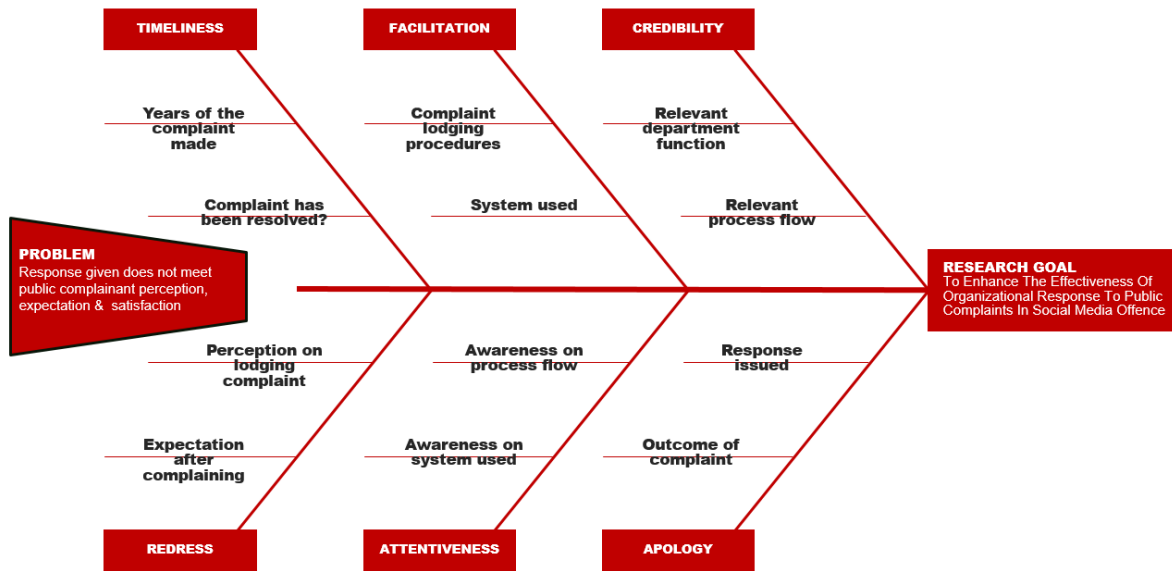 TIMELINESS
FACILITATION
CREDIBILITY
Years of the
complaint
made
Complaint
lodging
procedures
Relevant
department
function
Complaint has
been resolved?
System used
Relevant
process flow
PROBLEM
Response given does not meet
public complainant perception,
expectation & satisfaction
RESEARCH GOAL
To Enhance The Effectiveness Of
Organizational Response To Public
Complaints In Social Media Offence
Perception on
lodging
complaint
Awareness on
process flow
Response
issued
Expectation
after
complaining
Awareness on
system used
Outcome of
complaint
REDRESS
ATTENTIVENESS
APOLOGY